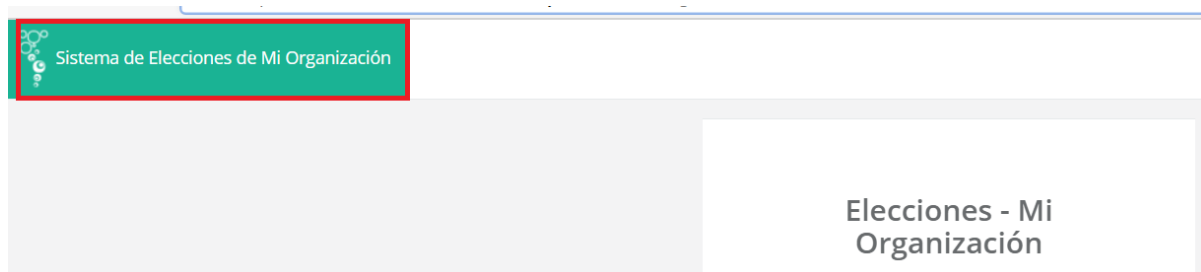 Sistema de Elecciones de Mi Organización
Elecciones - Mi
Organización